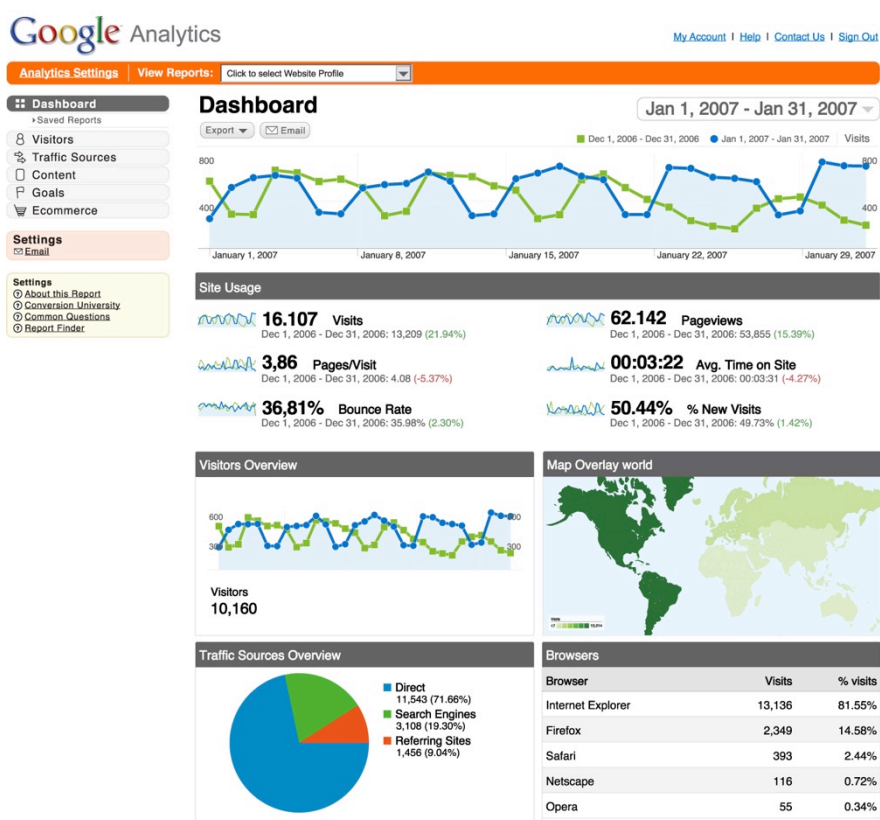 Google Analytics
My Account | Help | Contact Us | Sign Out
Analytics Settings | View Reports: Click to select Website Profile
Dashboard
Saved Reports
Visitors
Traffic Sources
Content
Goals
Ecommerce
Settings
Email
Settings
About this Report
Conversion University
Common Questions
Report Finder
Dashboard
Jan 1, 2007 - Jan 31, 2007
Export
Email
Dec 1, 2006 - Dec 31, 2006 Jan 1, 2007 - Jan 31, 2007 Visits
800 800
400 400
January 1, 2007 January 8, 2007 January 15, 2007 January 22, 2007 January 29, 2007
Site Usage
16.107 Visits
Dec 1, 2006 - Dec 31, 2006: 13,209 (21.94%)
62.142 Pageviews
Dec 1, 2006 - Dec 31, 2006: 53,855 (15.39%)
3,86 Pages/Visit
Dec 1, 2006 - Dec 31, 2006: 4.08 (-5.37%)
00:03:22 Avg. Time on Site
Dec 1, 2006 - Dec 31, 2006: 00:03:31 (-4.27%)
36,81% Bounce Rate
Dec 1, 2006 - Dec 31, 2006: 35.98% (2.30%)
50.44% % New Visits
Dec 1, 2006 - Dec 31, 2006: 49.73% (1.42%)
Visitors Overview
600 600
300 300
Visitors
10,160
Map Overlay world
Traffic Sources Overview
Direct
11,543 (71.66%)
Search Engines
3,108 (19.30%)
Referring Sites
1,456 (9.04%)
Browsers
Browser Visits % visits
Internet Explorer 13,136 81.55%
Firefox 2,349 14.58%
Safari 393 2.44%
Netscape 116 0.72%
Opera 55 0.34%